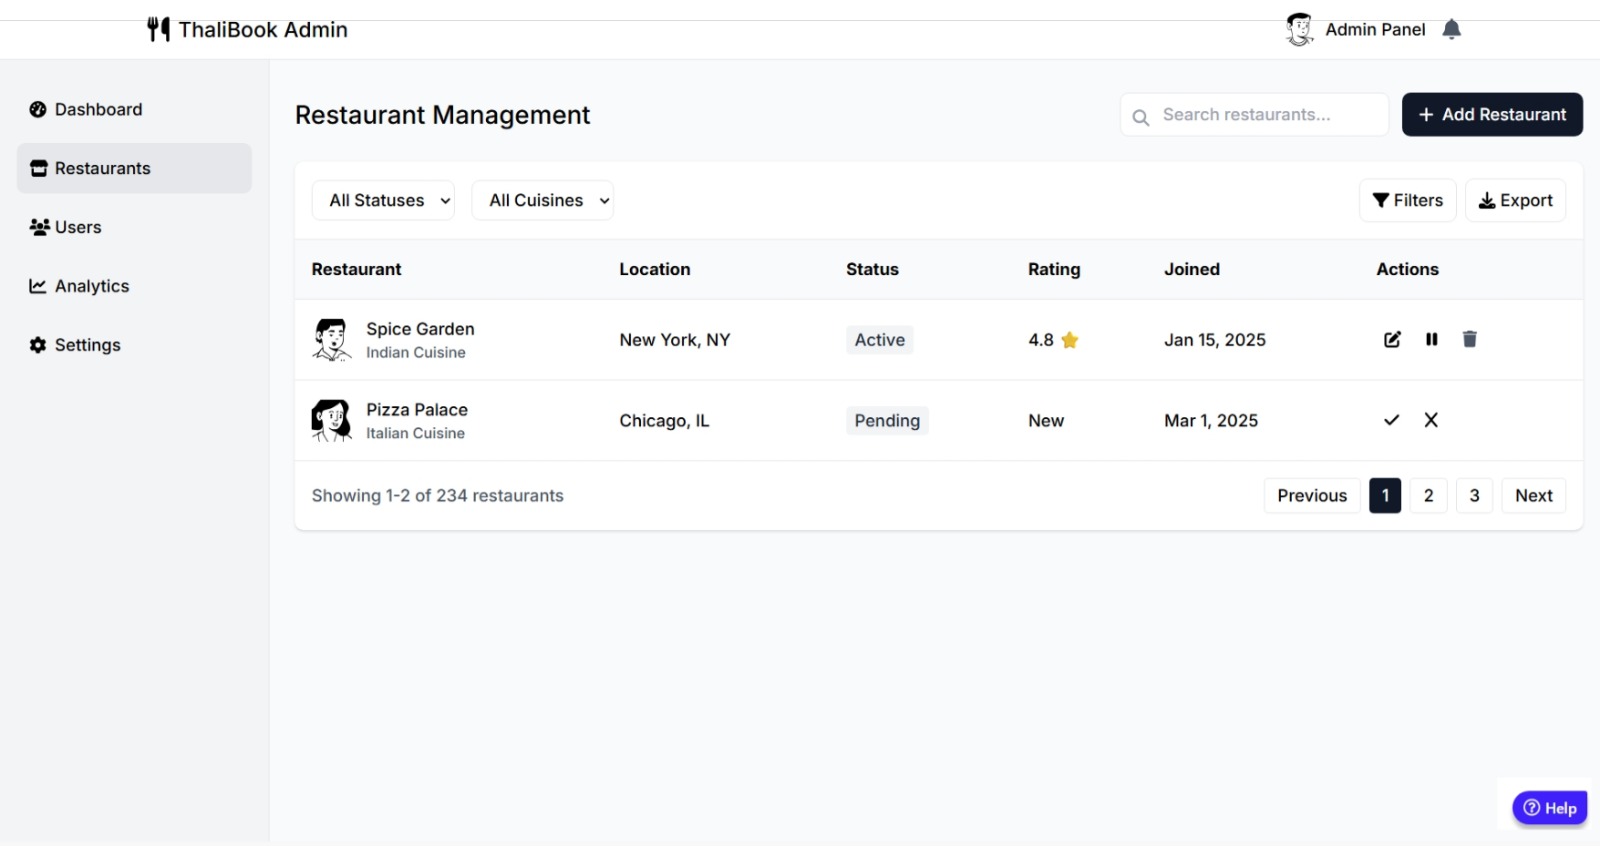 ThaliBook Admin
Admin Panel
Dashboard
Restaurants
Users
Analytics
Settings
Restaurant Management
Search restaurants...
+ Add Restaurant
All Statuses
All Cuisines
Filters
Export
Restaurant Location Status Rating Joined Actions
Spice Garden
Indian Cuisine
New York, NY
Active
4.8
Jan 15, 2025
Pizza Palace
Italian Cuisine
Chicago, IL
Pending
New
Mar 1, 2025
Showing 1-2 of 234 restaurants
Previous 1 2 3 Next
Help